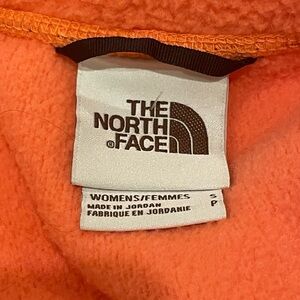 THE
NORTH
®FACE
WOMENS/FEMMES S
MADE IN JORDAN P
FABRIQUE EN JORDANIE